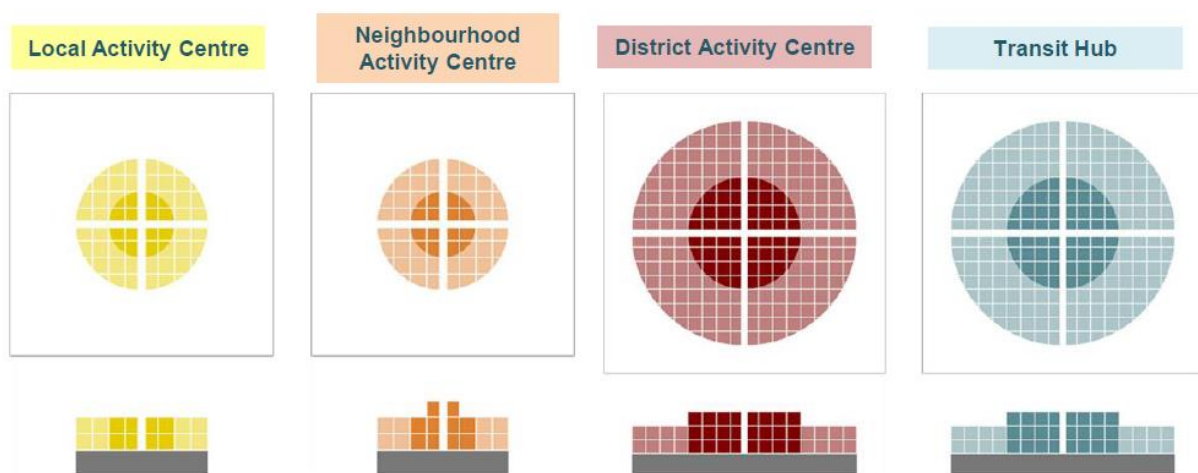 Local Activity Centre
Neighbourhood
Activity Centre
District Activity Centre
Transit Hub